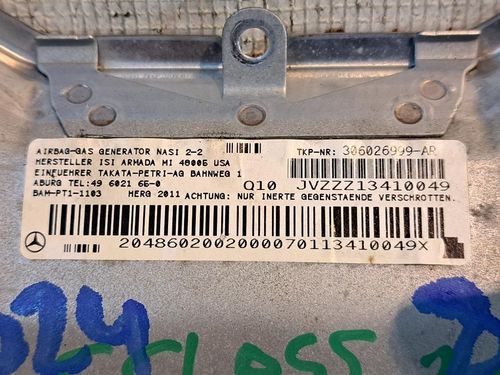 AIRBAG-GAS GENERATOR NASI 2-2
HERSTELLER ISI ARMADA MI 48005 USA
EINFUEHRER TAKATA-PETRI-AG BAHNWEG 1
ABURG TEL:49 6021 65-0
BAM-PT1-1103 HERG 2011 ACHTUNG: NUR INERTE GEGENSTAENDE VERSCHROTTEN.
TKP-NR: 306026999-AR
Q10 JVZZZ13410049
2048602002000070113410049X
024